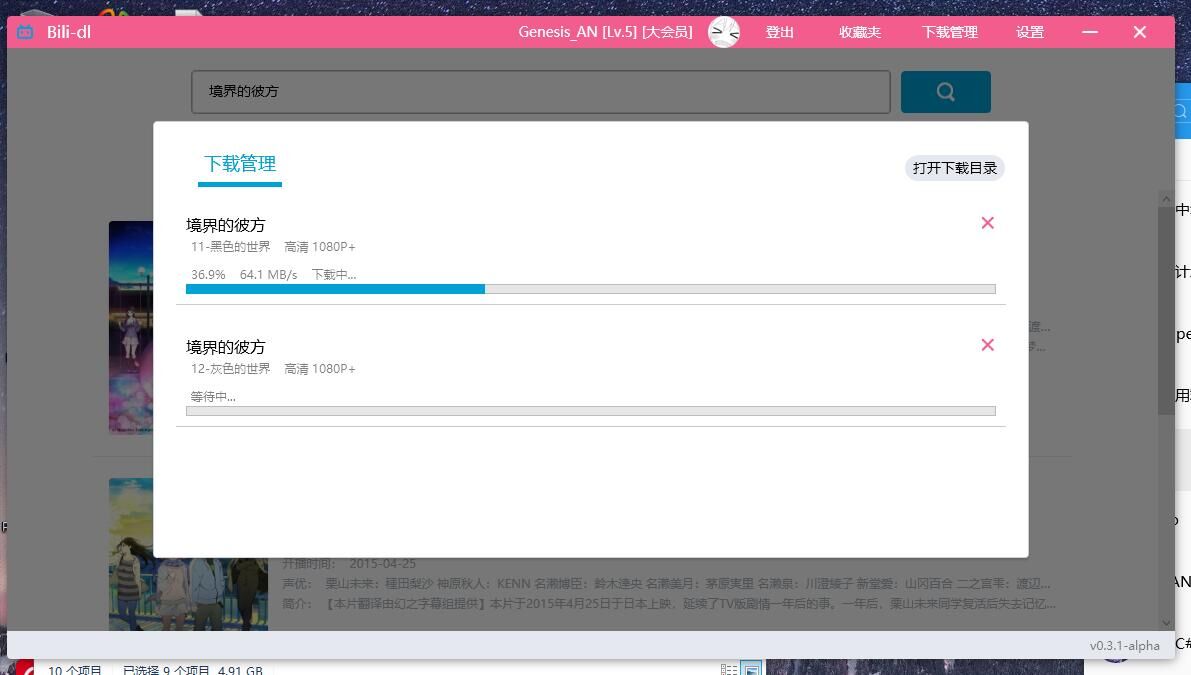 Bili-dl
Genesis_AN [Lv.5] [大会员] 登出 收藏夹 下载管理 设置
境界的彼方
下载管理
打开下载目录
境界的彼方
11-黑色的世界 高清 1080P+
36.9% 64.1 MB/s 下载中...
境界的彼方
12-灰色的世界 高清 1080P+
等待中...
开播时间： 2015-04-25
声优： 栗山未来：種田梨沙 神原秋人：KENN 名濑博臣：鈴木達央 名濑美月：茅原実里 名濑泉：川澄綾子 新堂愛：山冈百合 二之宫雫：渡辺...
简介： 【本片翻译由幻之字幕组提供】本片于2015年4月25日于日本上映，延续了TV版剧情一年后的事。一年后，栗山未来同学复活后失去记忆...
v0.3.1-alpha
10 个项目 已选择 9 个项目 4.91 GB